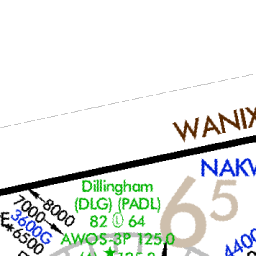 WANIX
NAKW
Dillingham
(DLG) (PADL)
82 Ⓛ 64
AWOS-3P 125.0
8000
7000
3600G
*6500
65
4400